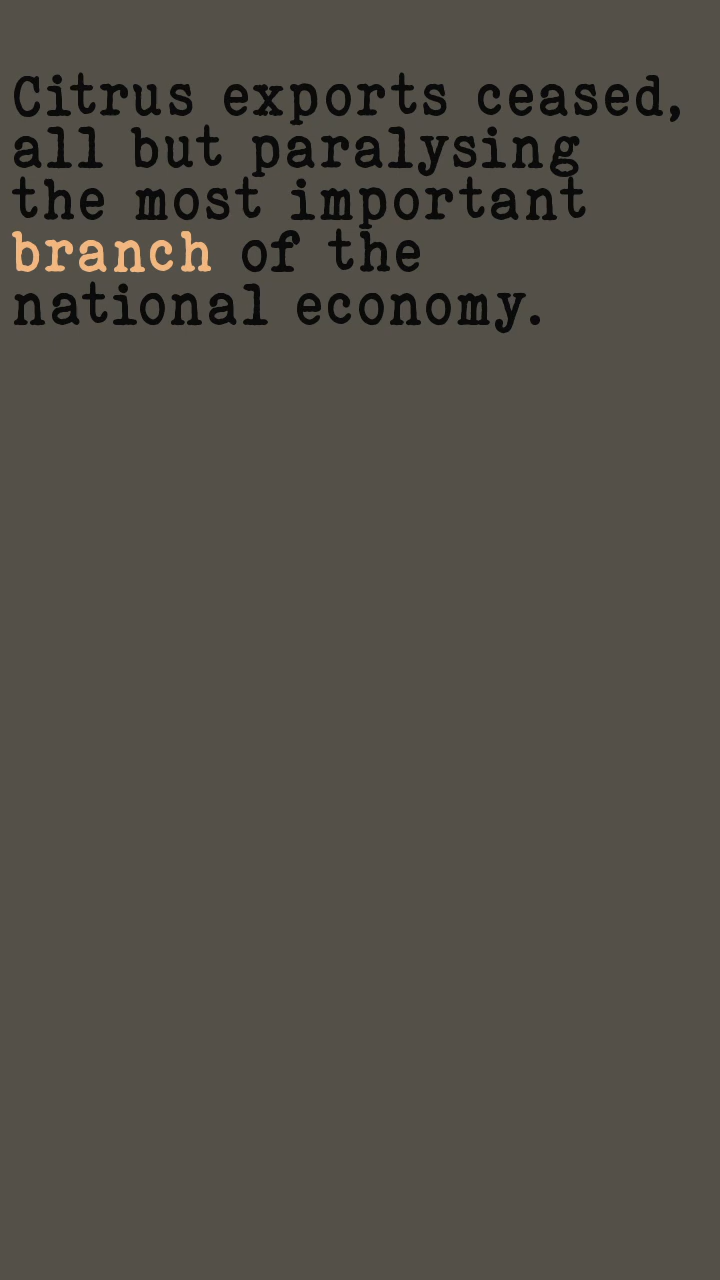 Citrus exports ceased,
all but paralysing
the most important
branch of the
national economy.